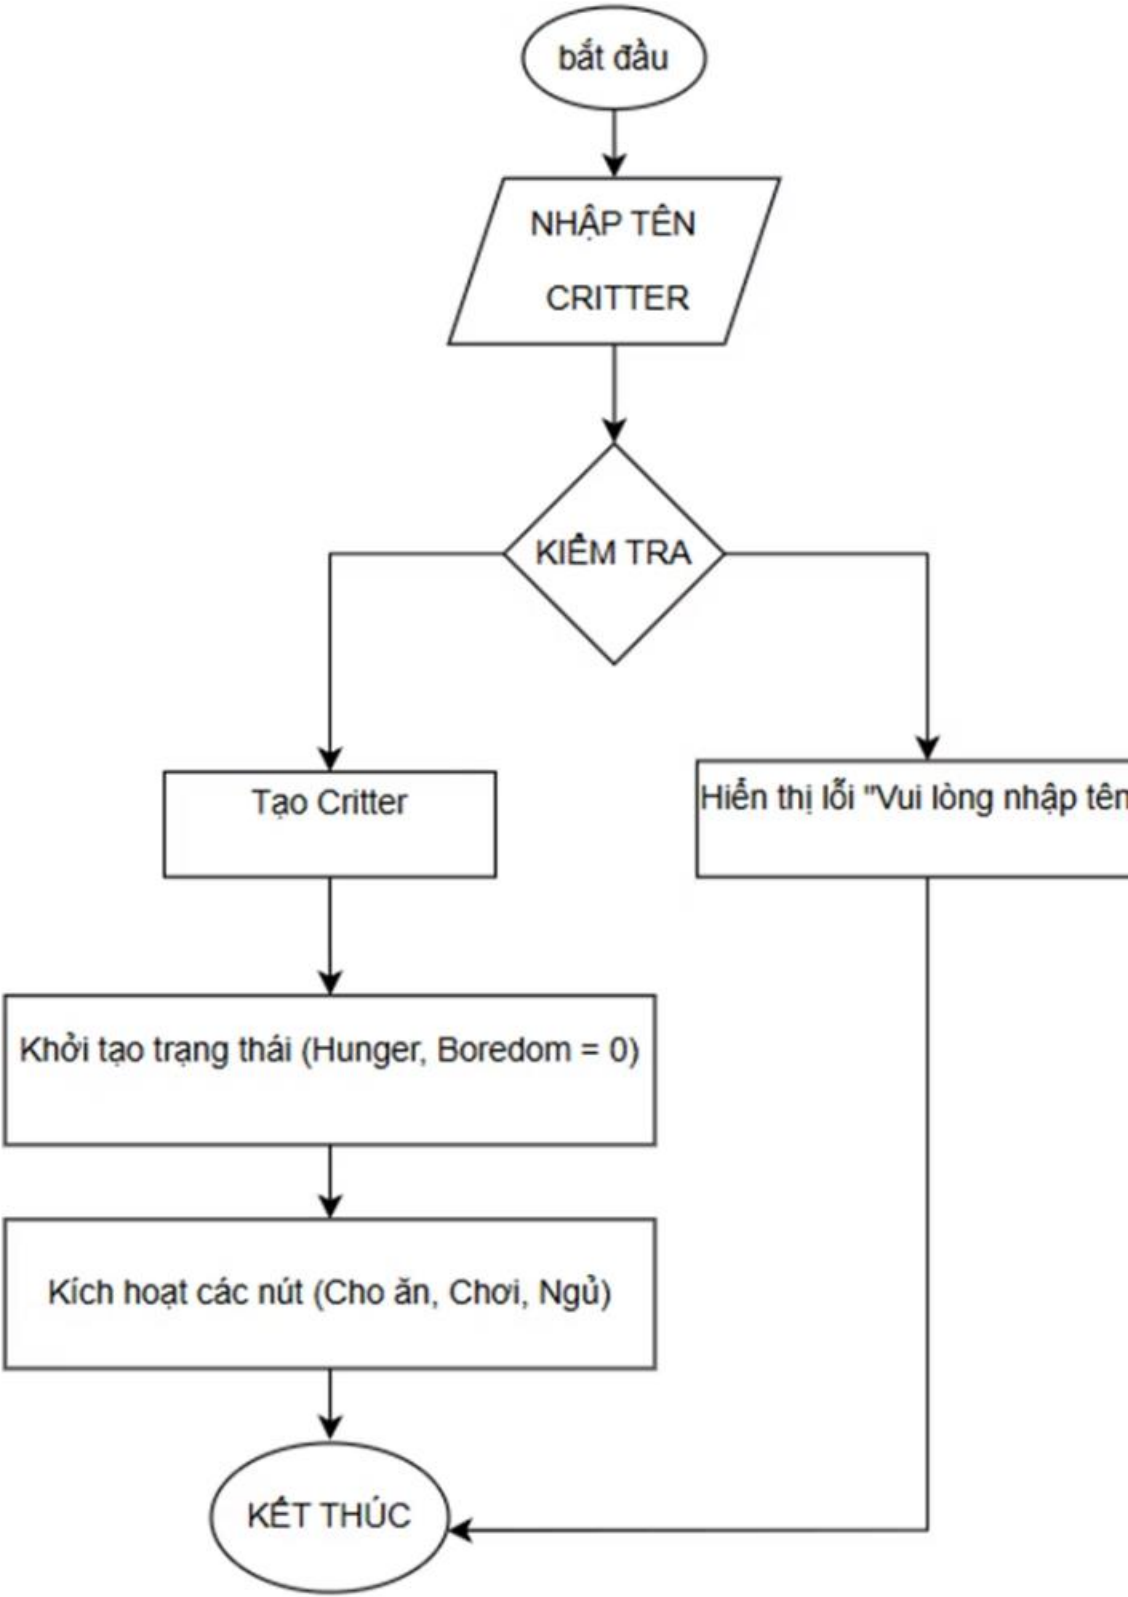 bắt đầu
NHẬP TÊN
CRITTER
KIỂM TRA
Tạo Critter
Hiển thị lỗi "Vui lòng nhập tên
Khởi tạo trạng thái (Hunger, Boredom = 0)
Kích hoạt các nút (Cho ăn, Chơi, Ngủ)
KẾT THÚC